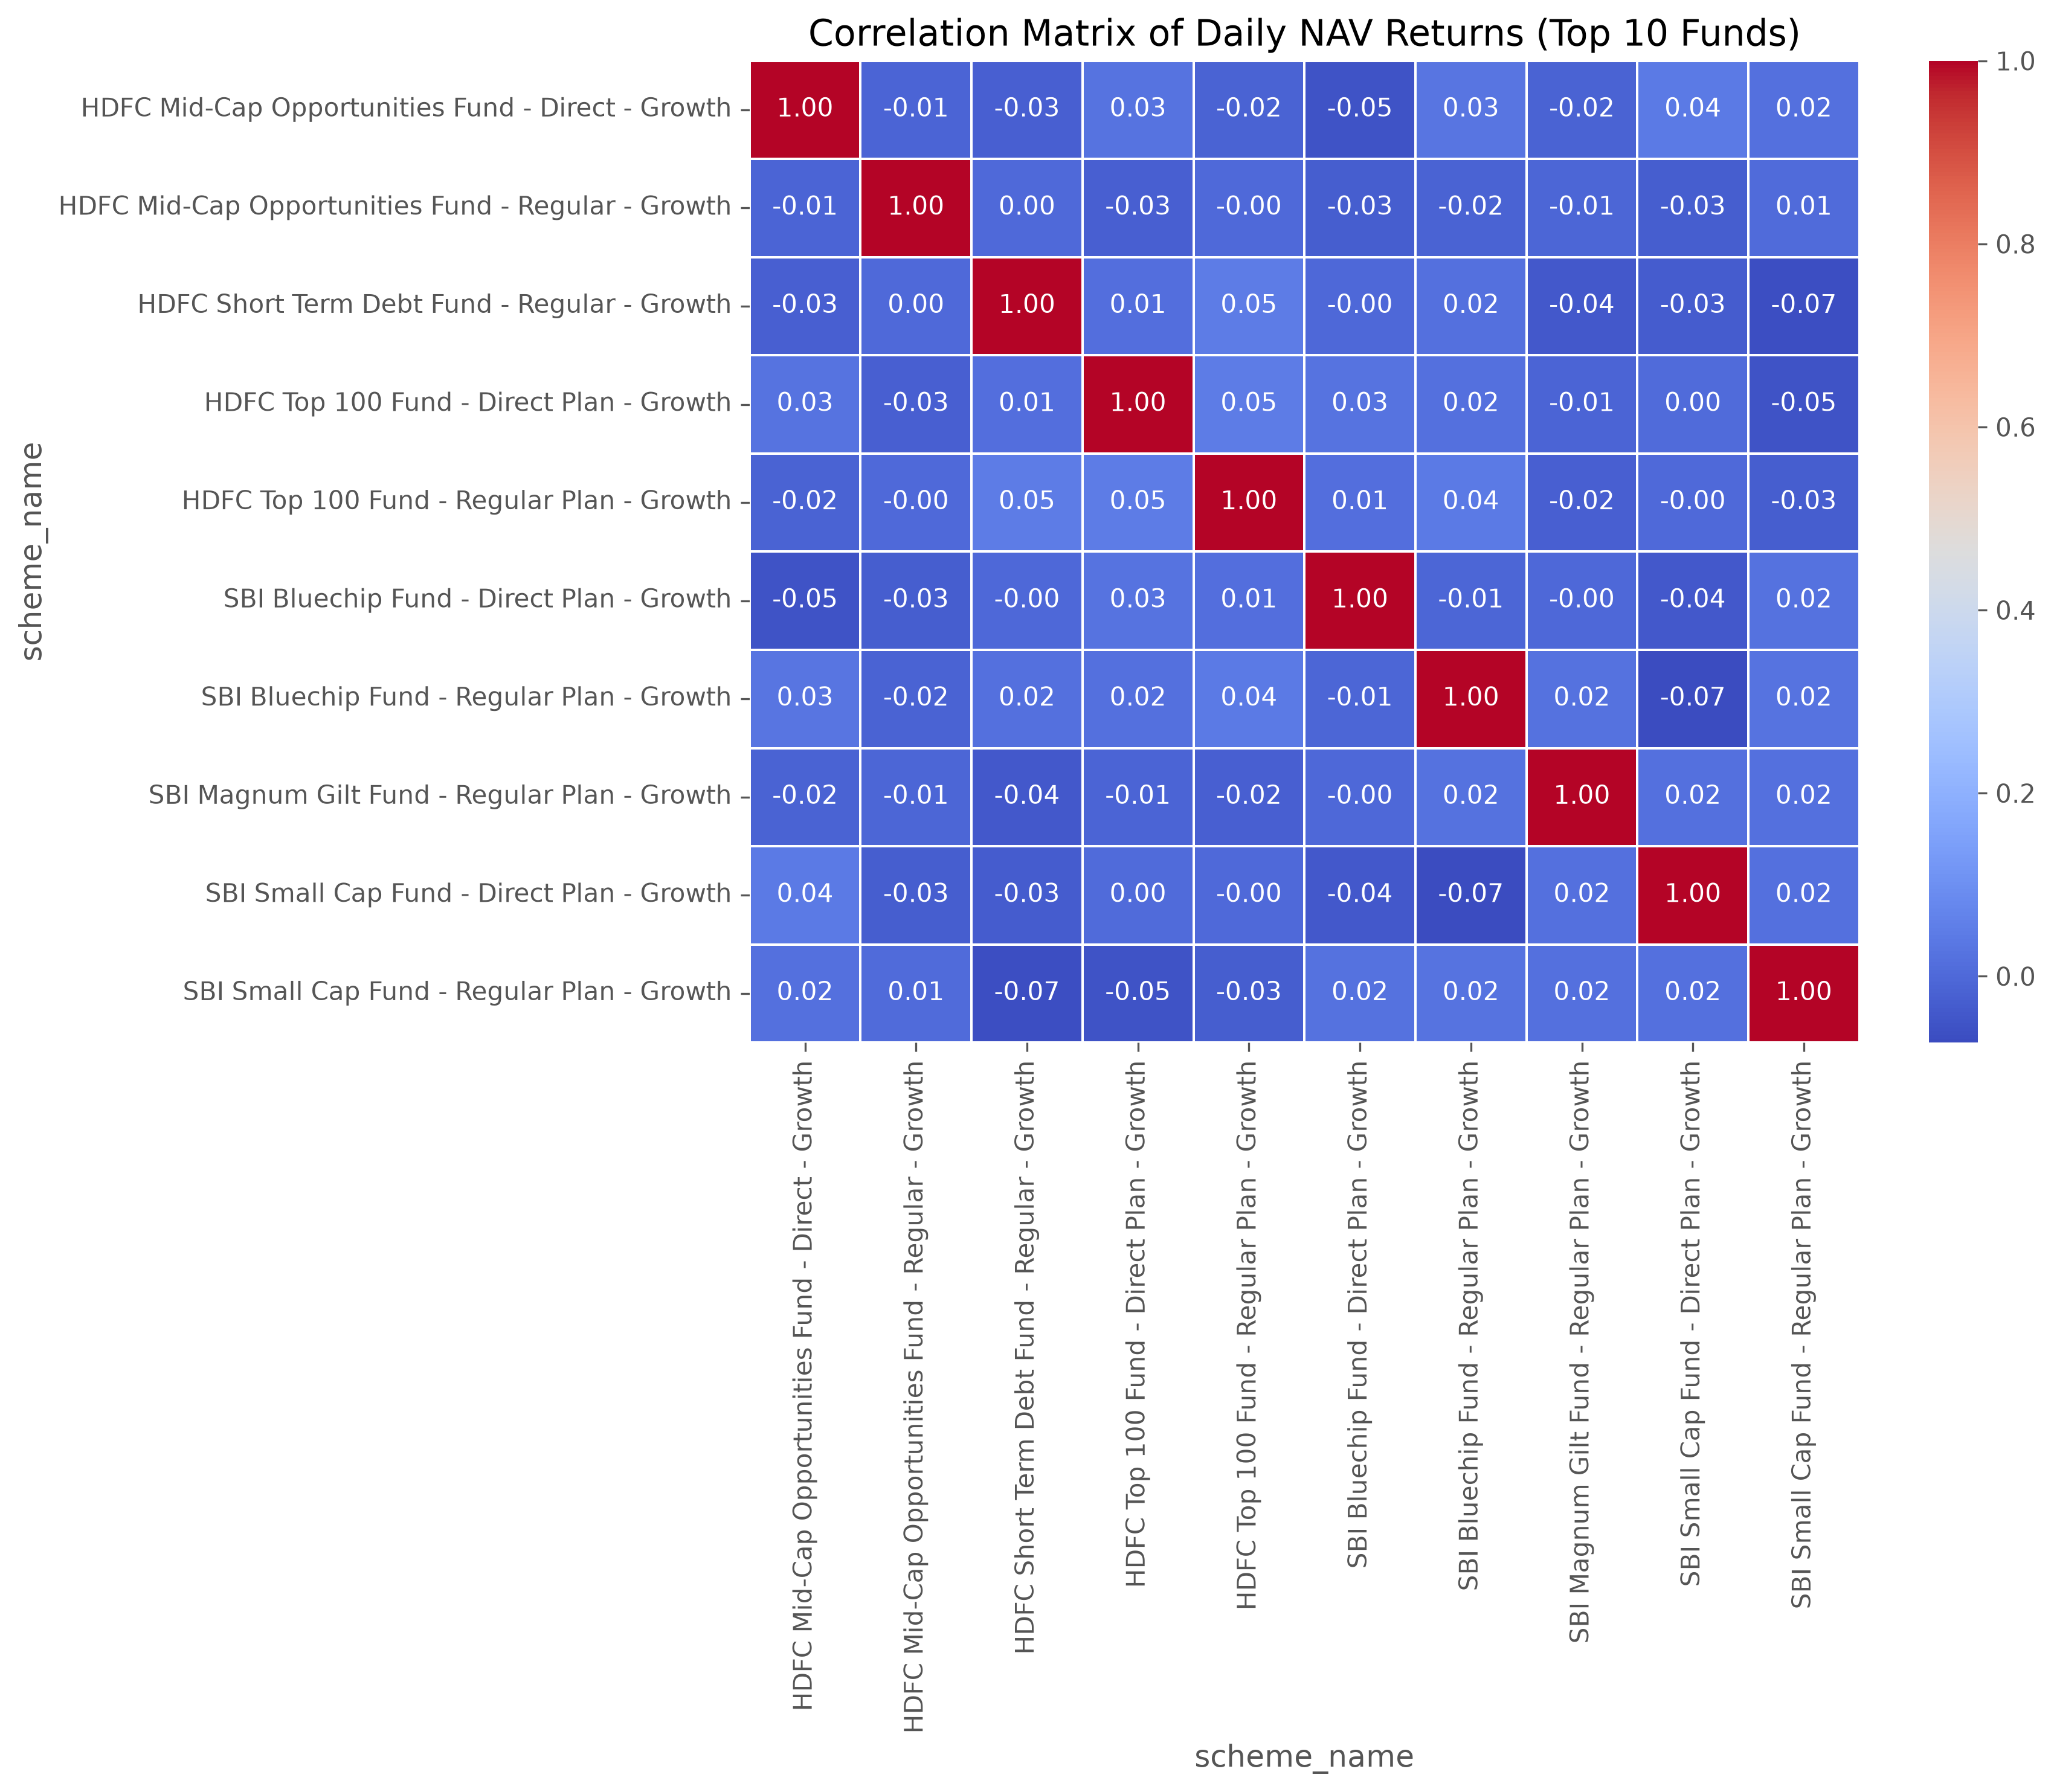 Correlation Matrix of Daily NAV Returns (Top 10 Funds)
scheme_name
HDFC Mid-Cap Opportunities Fund - Direct - Growth 1.00 -0.01 -0.03 0.03 -0.02 -0.05 0.03 -0.02 0.04 0.02
HDFC Mid-Cap Opportunities Fund - Regular - Growth -0.01 1.00 0.00 -0.03 -0.00 -0.03 -0.02 -0.01 -0.03 0.01
HDFC Short Term Debt Fund - Regular - Growth -0.03 0.00 1.00 0.01 0.05 -0.00 0.02 -0.04 -0.03 -0.07
HDFC Top 100 Fund - Direct Plan - Growth 0.03 -0.03 0.01 1.00 0.05 0.03 0.02 -0.01 0.00 -0.05
HDFC Top 100 Fund - Regular Plan - Growth -0.02 -0.00 0.05 0.05 1.00 0.01 0.04 -0.02 -0.00 -0.03
SBI Bluechip Fund - Direct Plan - Growth -0.05 -0.03 -0.00 0.03 0.01 1.00 -0.01 -0.00 -0.04 0.02
SBI Bluechip Fund - Regular Plan - Growth 0.03 -0.02 0.02 0.02 0.04 -0.01 1.00 0.02 -0.07 0.02
SBI Magnum Gilt Fund - Regular Plan - Growth -0.02 -0.01 -0.04 -0.01 -0.02 -0.00 0.02 1.00 0.02 0.02
SBI Small Cap Fund - Direct Plan - Growth 0.04 -0.03 -0.03 0.00 -0.00 -0.04 -0.07 0.02 1.00 0.02
SBI Small Cap Fund - Regular Plan - Growth 0.02 0.01 -0.07 -0.05 -0.03 0.02 0.02 0.02 0.02 1.00
HDFC Mid-Cap Opportunities Fund - Direct - Growth
HDFC Mid-Cap Opportunities Fund - Regular - Growth
HDFC Short Term Debt Fund - Regular - Growth
HDFC Top 100 Fund - Direct Plan - Growth
HDFC Top 100 Fund - Regular Plan - Growth
SBI Bluechip Fund - Direct Plan - Growth
SBI Bluechip Fund - Regular Plan - Growth
SBI Magnum Gilt Fund - Regular Plan - Growth
SBI Small Cap Fund - Direct Plan - Growth
SBI Small Cap Fund - Regular Plan - Growth
scheme_name
1.0
0.8
0.6
0.4
0.2
0.0